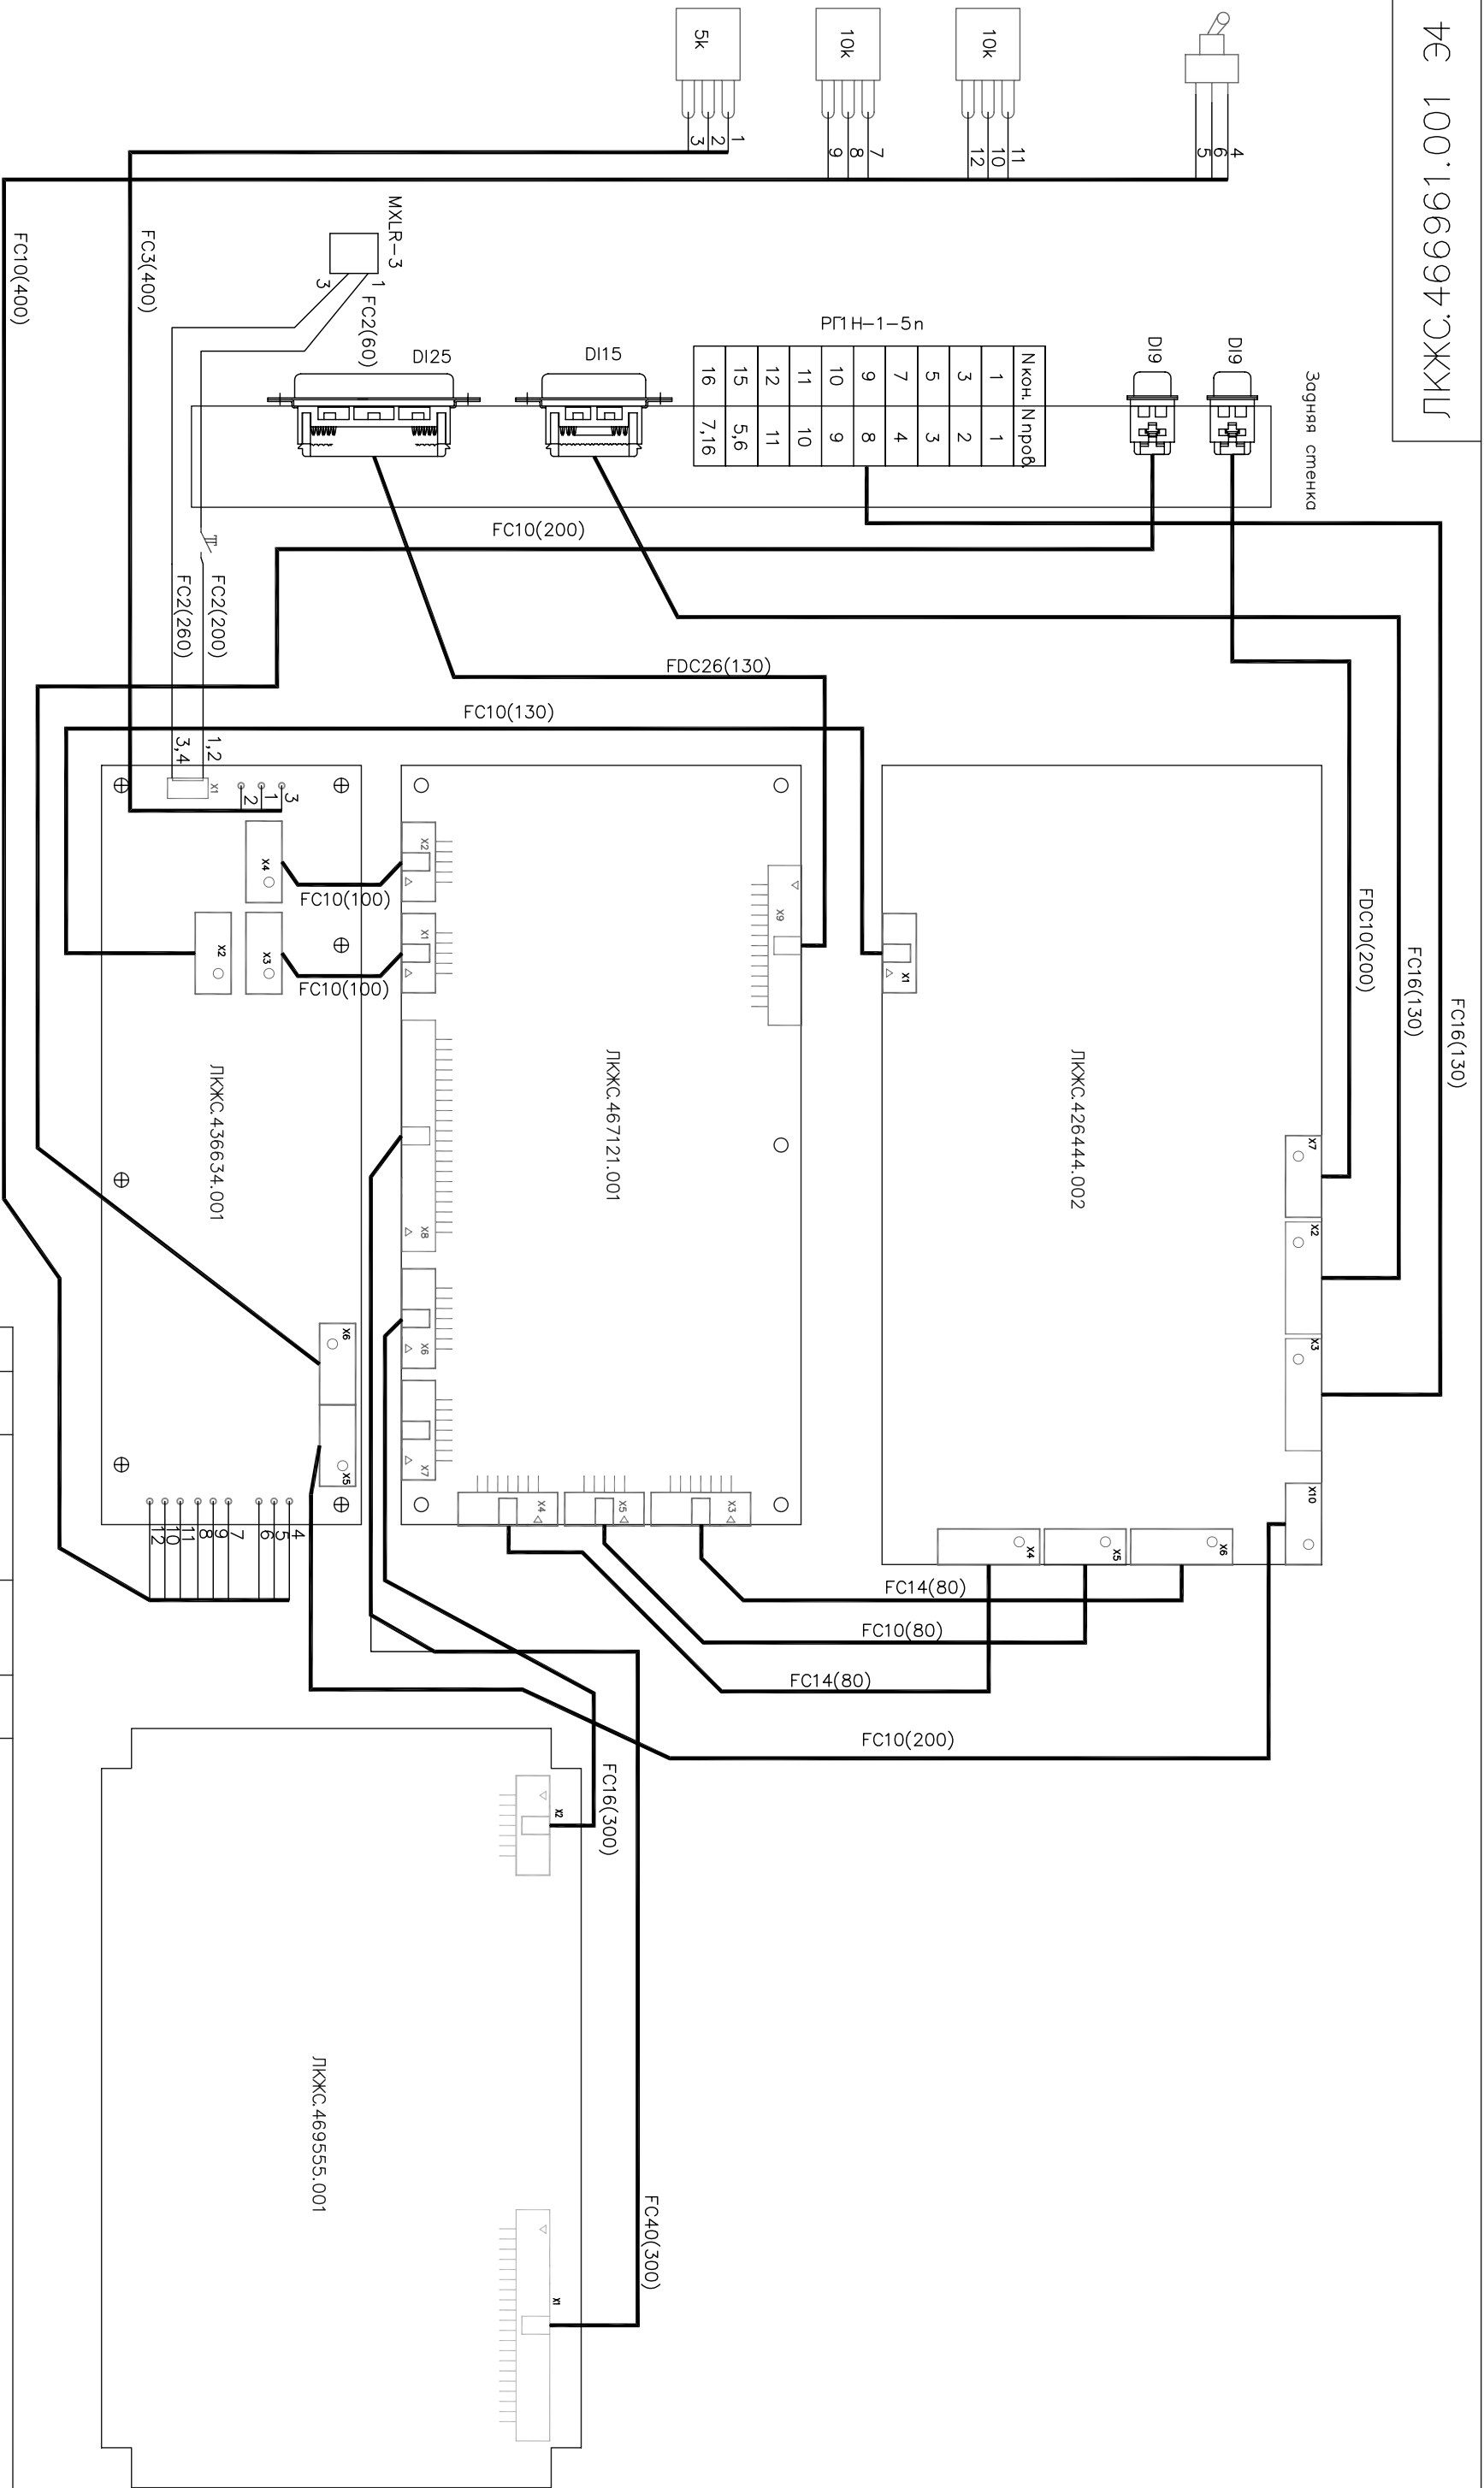 ЛКЖС.466961.001 Э4
5k
10k
10k
1
2
3
7
8
9
11
10
12
4
6
5
MXLR-3
1
3
FC3(400)
FC10(400)
FC2(60)
DI25
DI15
РП1Н-1-5п
Nкон. Nпров.
1 1
3 2
5 3
7 4
9 8
10 9
11 10
12 11
15 5,6
16 7,16
DI9
DI9
Задняя стенка
FC10(200)
FC2(200)
FC2(260)
FDC26(130)
FC10(130)
1,2
3,4
X1
2
1
3
X4
X2
X3
FC10(100)
FC10(100)
ЛКЖС.436634.001
X6
X5
12
10
11
8
9
7
6
5
4
X2
X1
X9
ЛКЖС.467121.001
X8
X6
X7
X4
X5
X3
X1
ЛКЖС.426444.002
X7
X2
X3
X10
X4
X5
X6
FDC10(200)
FC16(130)
FC16(130)
FC14(80)
FC10(80)
FC14(80)
FC10(200)
FC16(300)
X2
ЛКЖС.469555.001
FC40(300)
X1